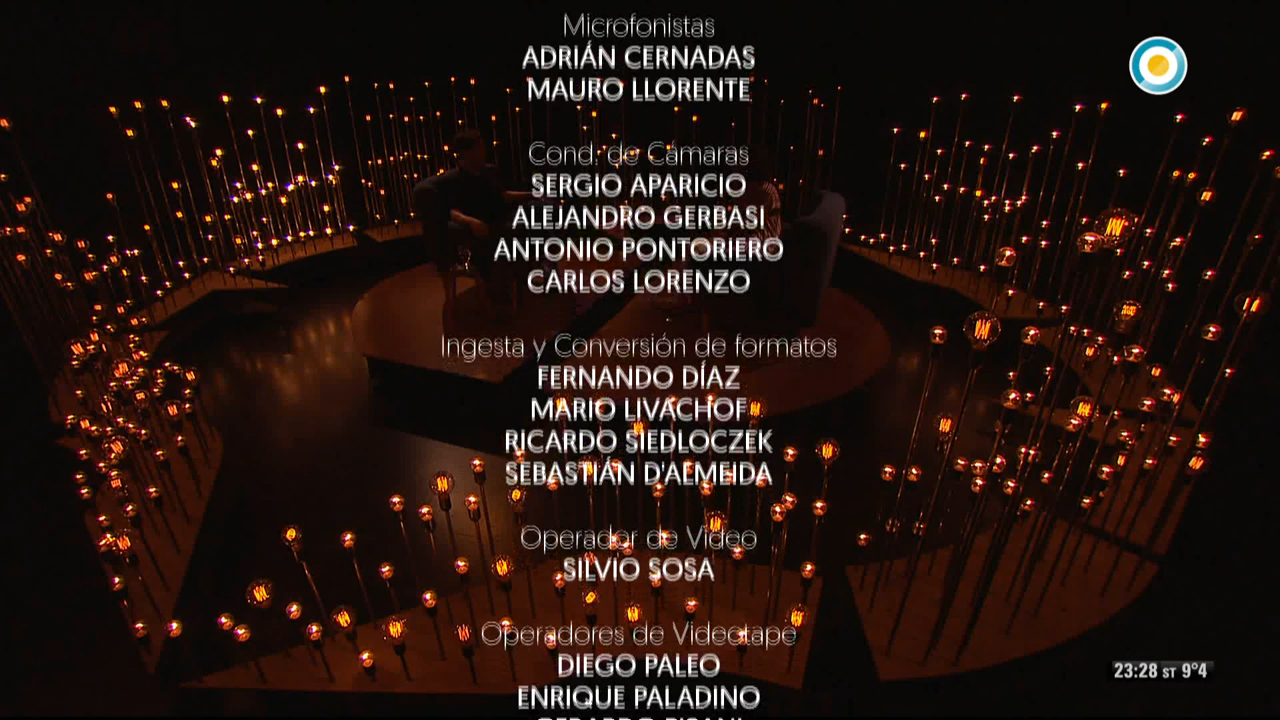 Microfonistas
ADRIÁN CERNADAS
MAURO LLORENTE
Cond. de Cámaras
SERGIO APARICIO
ALEJANDRO GERBASI
ANTONIO PONTORIERO
CARLOS LORENZO
Ingesta y Conversión de formatos
FERNANDO DÍAZ
MARIO LIVACHOF
RICARDO SIEDLOCZEK
SEBASTIÁN D'ALMEIDA
Operador de Video
SILVIO SOSA
Operadores de Videotape
DIEGO PALEO
ENRIQUE PALADINO
23:28 ST 9°4